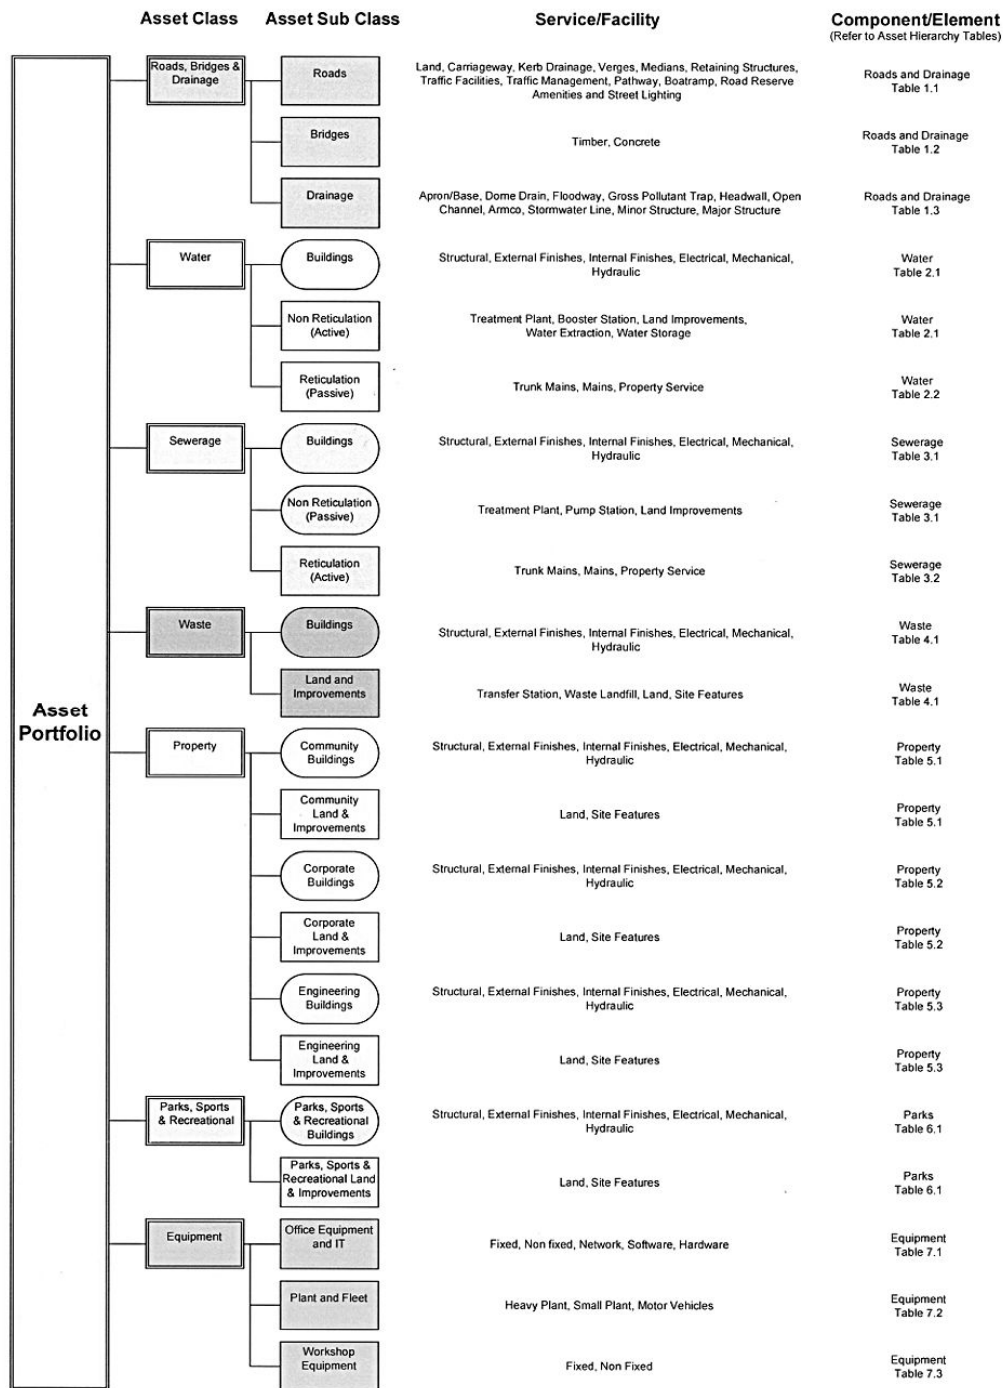 Asset Class Asset Sub Class Service/Facility Component/Element
(Refer to Asset Hierarchy Tables)
Asset
Portfolio
Roads, Bridges &
Drainage
Roads
Land, Carriageway, Kerb Drainage, Verges, Medians, Retaining Structures,
Traffic Facilities, Traffic Management, Pathway, Boatramp, Road Reserve
Amenities and Street Lighting
Roads and Drainage
Table 1.1
Bridges
Timber, Concrete
Roads and Drainage
Table 1.2
Drainage
Apron/Base, Dome Drain, Floodway, Gross Pollutant Trap, Headwall, Open
Channel, Armco, Stormwater Line, Minor Structure, Major Structure
Roads and Drainage
Table 1.3
Water
Buildings
Structural, External Finishes, Internal Finishes, Electrical, Mechanical,
Hydraulic
Water
Table 2.1
Non Reticulation
(Active)
Treatment Plant, Booster Station, Land Improvements,
Water Extraction, Water Storage
Water
Table 2.1
Reticulation
(Passive)
Trunk Mains, Mains, Property Service
Water
Table 2.2
Sewerage
Buildings
Structural, External Finishes, Internal Finishes, Electrical, Mechanical,
Hydraulic
Sewerage
Table 3.1
Non Reticulation
(Passive)
Treatment Plant, Pump Station, Land Improvements
Sewerage
Table 3.1
Reticulation
(Active)
Trunk Mains, Mains, Property Service
Sewerage
Table 3.2
Waste
Buildings
Structural, External Finishes, Internal Finishes, Electrical, Mechanical,
Hydraulic
Waste
Table 4.1
Land and
Improvements
Transfer Station, Waste Landfill, Land, Site Features
Waste
Table 4.1
Property
Community
Buildings
Structural, External Finishes, Internal Finishes, Electrical, Mechanical,
Hydraulic
Property
Table 5.1
Community
Land &
Improvements
Land, Site Features
Property
Table 5.1
Corporate
Buildings
Structural, External Finishes, Internal Finishes, Electrical, Mechanical,
Hydraulic
Property
Table 5.2
Corporate
Land &
Improvements
Land, Site Features
Property
Table 5.2
Engineering
Buildings
Structural, External Finishes, Internal Finishes, Electrical, Mechanical,
Hydraulic
Property
Table 5.3
Engineering
Land &
Improvements
Land, Site Features
Property
Table 5.3
Parks, Sports
& Recreational
Parks, Sports
& Recreational
Buildings
Structural, External Finishes, Internal Finishes, Electrical, Mechanical,
Hydraulic
Parks
Table 6.1
Parks, Sports &
Recreational Land
& Improvements
Land, Site Features
Parks
Table 6.1
Equipment
Office Equipment
and IT
Fixed, Non fixed, Network, Software, Hardware
Equipment
Table 7.1
Plant and Fleet
Heavy Plant, Small Plant, Motor Vehicles
Equipment
Table 7.2
Workshop
Equipment
Fixed, Non Fixed
Equipment
Table 7.3